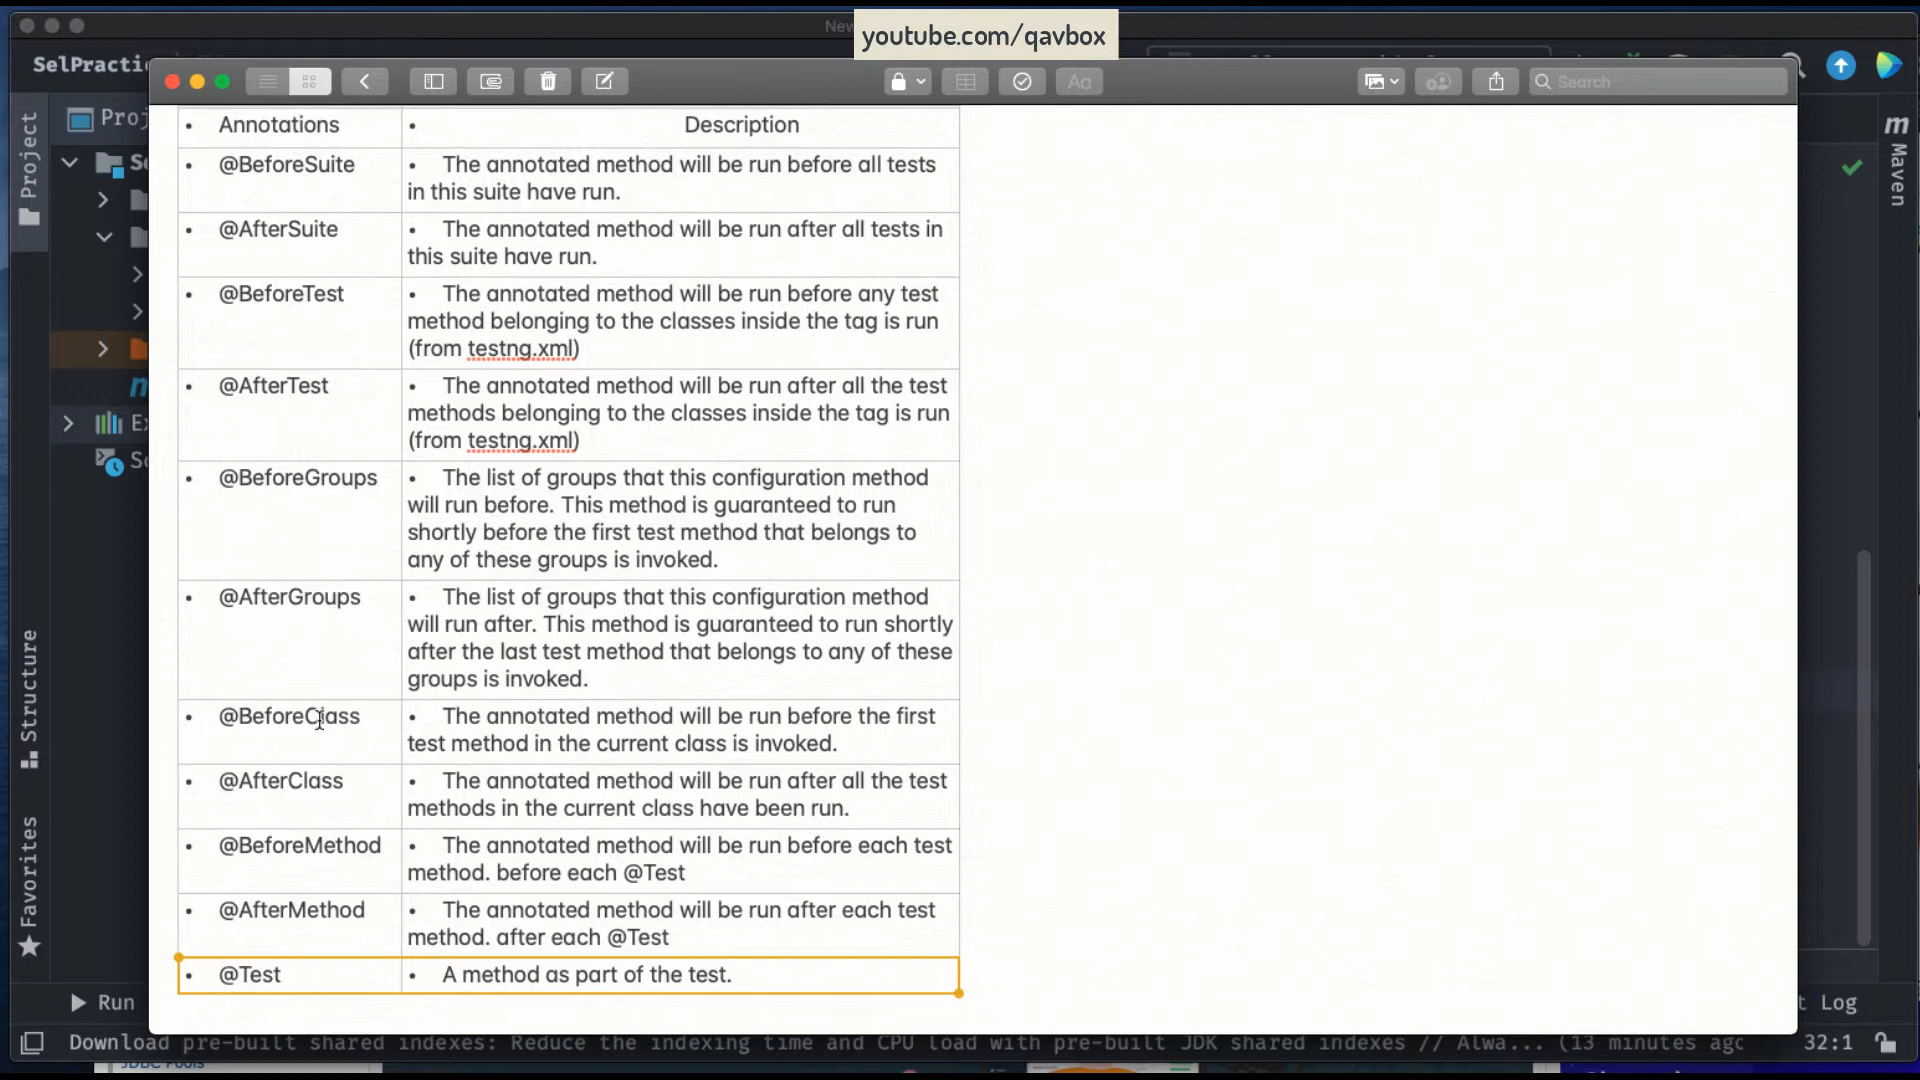 New
youtube.com/qavbox
SelPracti
Search
Proj
Project
Maven
Structure
Favorites
• Annotations • Description
• @BeforeSuite • The annotated method will be run before all tests
in this suite have run.
• @AfterSuite • The annotated method will be run after all tests in
this suite have run.
• @BeforeTest • The annotated method will be run before any test
method belonging to the classes inside the tag is run
(from testng.xml)
• @AfterTest • The annotated method will be run after all the test
methods belonging to the classes inside the tag is run
(from testng.xml)
• @BeforeGroups • The list of groups that this configuration method
will run before. This method is guaranteed to run
shortly before the first test method that belongs to
any of these groups is invoked.
• @AfterGroups • The list of groups that this configuration method
will run after. This method is guaranteed to run shortly
after the last test method that belongs to any of these
groups is invoked.
• @BeforeClass • The annotated method will be run before the first
test method in the current class is invoked.
• @AfterClass • The annotated method will be run after all the test
methods in the current class have been run.
• @BeforeMethod • The annotated method will be run before each test
method. before each @Test
• @AfterMethod • The annotated method will be run after each test
method. after each @Test
• @Test • A method as part of the test.
Run
t Log
Download pre-built shared indexes: Reduce the indexing time and CPU load with pre-built JDK shared indexes // Alwa... (13 minutes ago
32:1
JDBC Pools